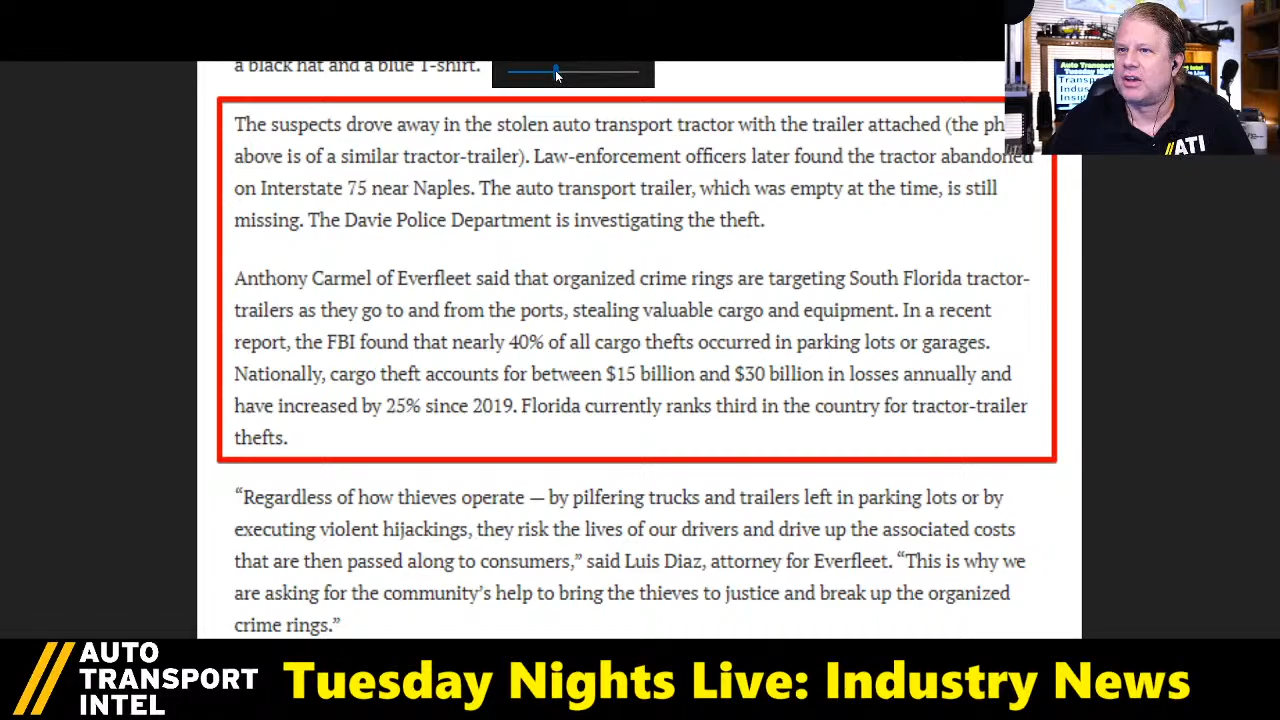 a black hat and a blue T-shirt.
The suspects drove away in the stolen auto transport tractor with the trailer attached (the ph
above is of a similar tractor-trailer). Law-enforcement officers later found the tractor abandoned
on Interstate 75 near Naples. The auto transport trailer, which was empty at the time, is still
missing. The Davie Police Department is investigating the theft.
Anthony Carmel of Everfleet said that organized crime rings are targeting South Florida tractor-
trailers as they go to and from the ports, stealing valuable cargo and equipment. In a recent
report, the FBI found that nearly 40% of all cargo thefts occurred in parking lots or garages.
Nationally, cargo theft accounts for between $15 billion and $30 billion in losses annually and
have increased by 25% since 2019. Florida currently ranks third in the country for tractor-trailer
thefts.
“Regardless of how thieves operate — by pilfering trucks and trailers left in parking lots or by
executing violent hijackings, they risk the lives of our drivers and drive up the associated costs
that are then passed along to consumers,” said Luis Diaz, attorney for Everfleet. “This is why we
are asking for the community’s help to bring the thieves to justice and break up the organized
crime rings.”
Auto Transport
Tuesday Nigh
Trans
Indus
Insig
ATI
AUTO
TRANSPORT
INTEL
Tuesday Nights Live: Industry News